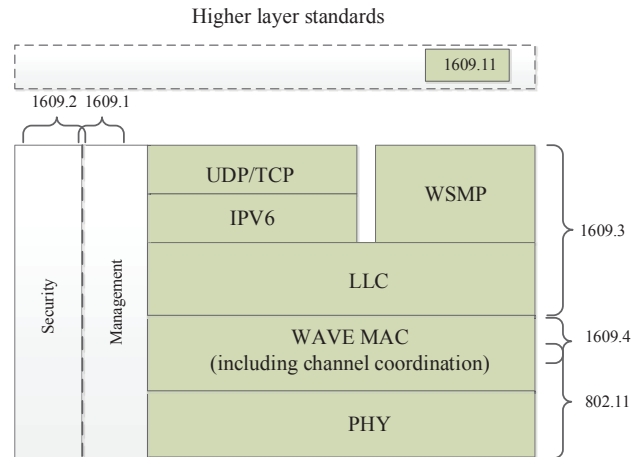 Higher layer standards
1609.11
1609.2
1609.1
UDP/TCP
WSMP
IPV6
1609.3
LLC
Security
Management
WAVE MAC
(including channel coordination)
1609.4
802.11
PHY